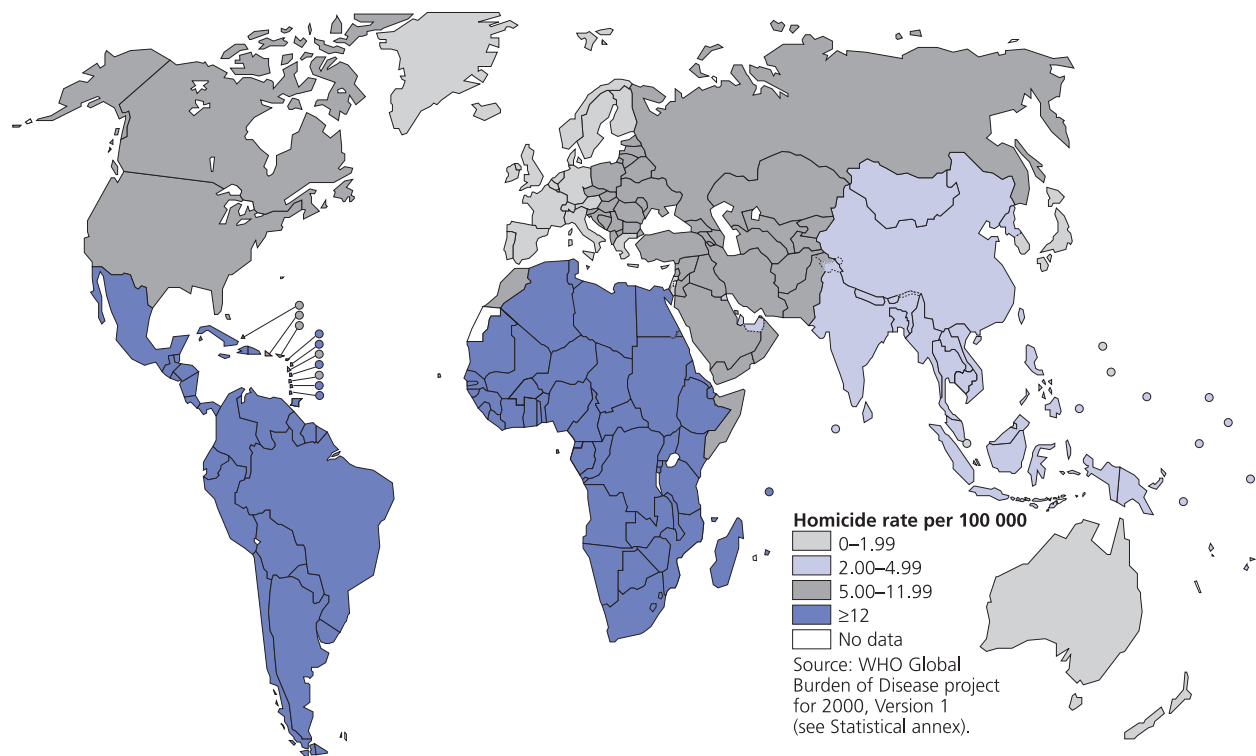 Homicide rate per 100 000
0–1.99
2.00–4.99
5.00–11.99
≥12
No data
Source: WHO Global
Burden of Disease project
for 2000, Version 1
(see Statistical annex).